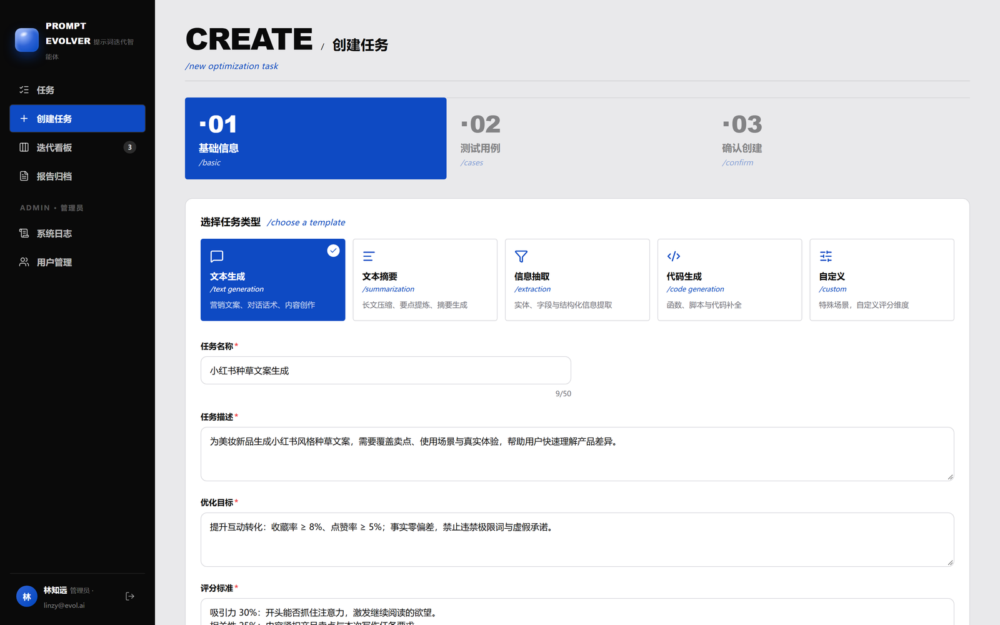 PROMPT
EVOLVER 提示词迭代智
能体
任务
创建任务
迭代看板 3
报告归档
ADMIN • 管理员
系统日志
用户管理
林 林知远 管理员 ·
linzy@evol.ai
CREATE / 创建任务
/new optimization task
·01
基础信息
/basic
·02
测试用例
/cases
·03
确认创建
/confirm
选择任务类型 /choose a template
文本生成
/text generation
营销文案、对话话术、内容创作
文本摘要
/summarization
长文压缩、要点提炼、摘要生成
信息抽取
/extraction
实体、字段与结构化信息提取
代码生成
/code generation
函数、脚本与代码补全
自定义
/custom
特殊场景，自定义评分维度
任务名称*
小红书种草文案生成
9/50
任务描述*
为美妆新品生成小红书风格种草文案，需要覆盖卖点、使用场景与真实体验，帮助用户快速理解产品差异。
优化目标*
提升互动转化：收藏率 ≥ 8%、点赞率 ≥ 5%；事实零偏差，禁止违禁极限词与虚假承诺。
评分标准*
吸引力 30%：开头能否抓住注意力，激发继续阅读的欲望。